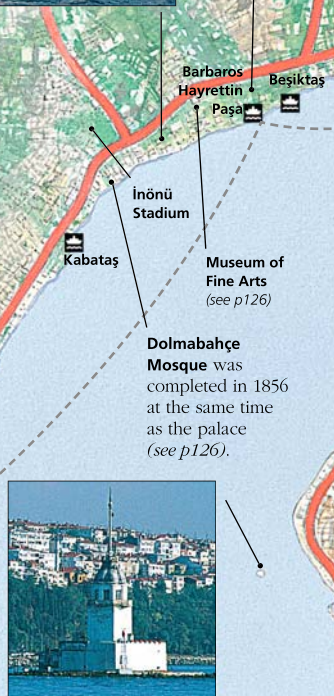 Barbaros
Hayrettin
Paşa
Beşiktaş
İnönü
Stadium
Kabataş
Museum of
Fine Arts
(see p126)
Dolmabahçe
Mosque was
completed in 1856
at the same time
as the palace
(see p126).